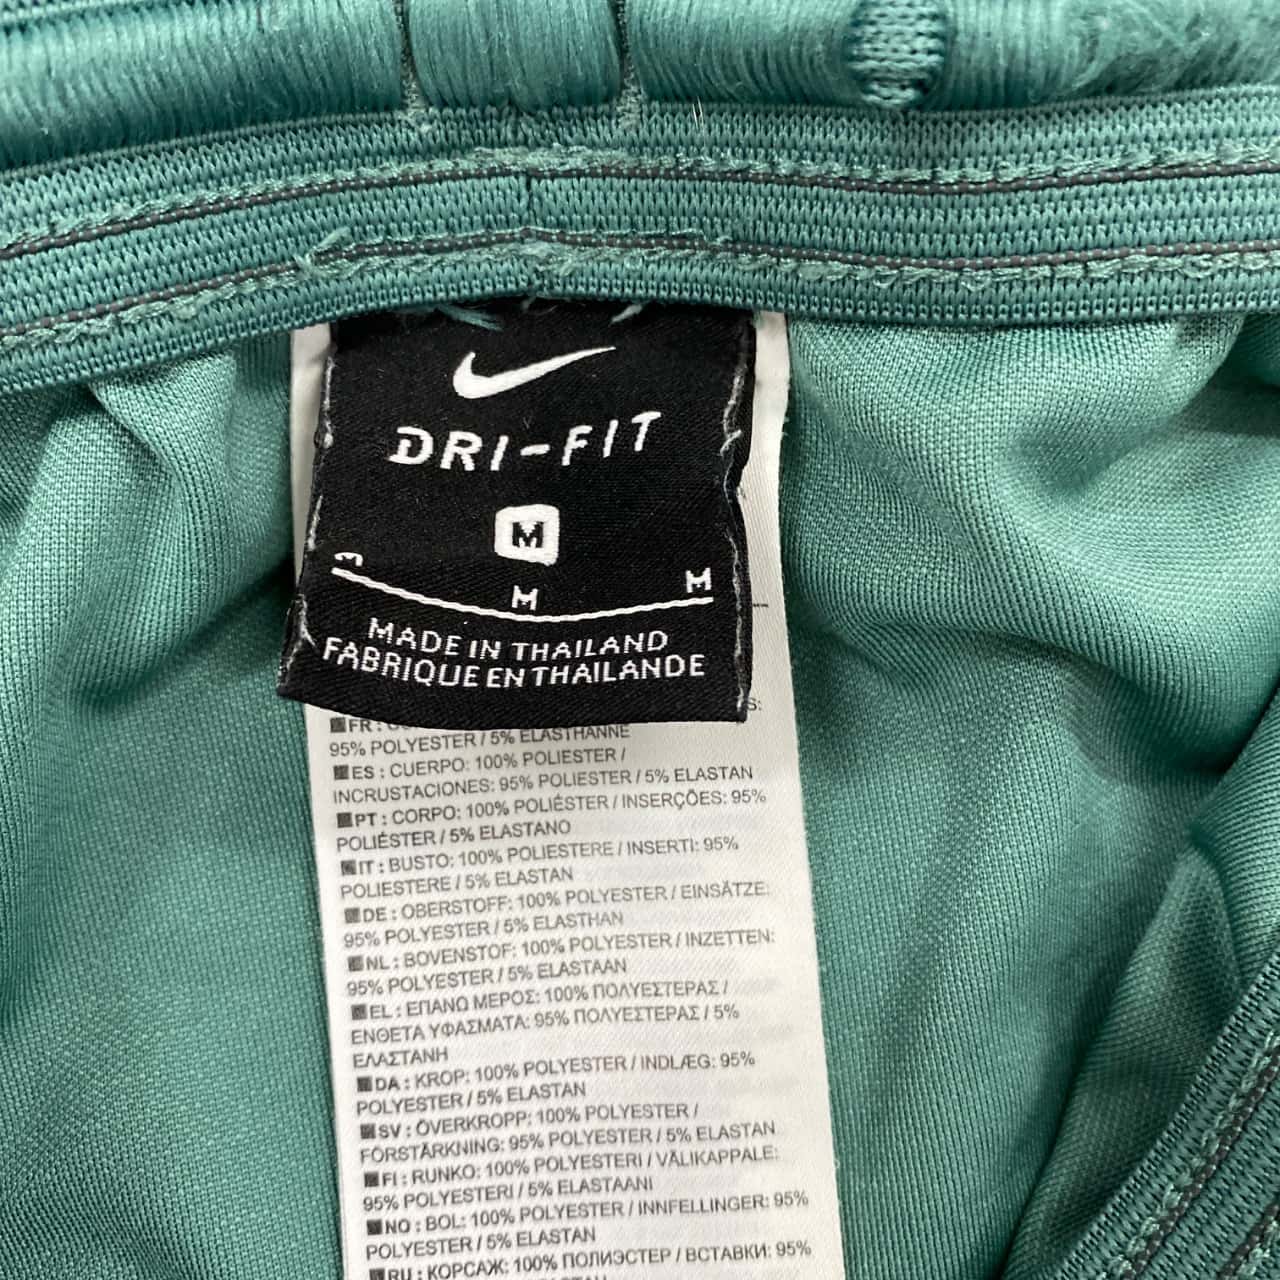 DRI-FIT
M
M M M
MADE IN THAILAND
FABRIQUE EN THAILANDE
FR :
95% POLYESTER / 5% ELASTHANNE
ES : CUERPO: 100% POLIESTER /
INCRUSTACIONES: 95% POLIESTER / 5% ELASTAN
PT : CORPO: 100% POLIÉSTER / INSERÇÕES: 95%
POLIÉSTER / 5% ELASTANO
IT : BUSTO: 100% POLIESTERE / INSERTI: 95%
POLIESTERE / 5% ELASTAN
DE : OBERSTOFF: 100% POLYESTER / EINSÄTZE:
95% POLYESTER / 5% ELASTHAN
NL : BOVENSTOF: 100% POLYESTER / INZETTEN:
95% POLYESTER / 5% ELASTAAN
EL : ΕΠΑΝΩ ΜΕΡΟΣ: 100% ΠΟΛΥΕΣΤΕΡΑΣ /
ΕΝΘΕΤΑ ΥΦΑΣΜΑΤΑ: 95% ΠΟΛΥΕΣΤΕΡΑΣ / 5%
ΕΛΑΣΤΑΝΗ
DA : KROP: 100% POLYESTER / INDLÆG: 95%
POLYESTER / 5% ELASTAN
SV : ÖVERKROPP: 100% POLYESTER /
FÖRSTÄRKNING: 95% POLYESTER / 5% ELASTAN
FI : RUNKO: 100% POLYESTERI / VÄLIKAPPALE:
95% POLYESTERI / 5% ELASTAANI
NO : BOL: 100% POLYESTER / INNFELLINGER: 95%
POLYESTER / 5% ELASTAN
RU : КОРСАЖ: 100% ПОЛИЭСТЕР / ВСТАВКИ: 95%